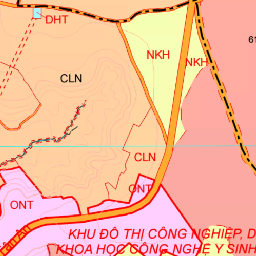 DHT
NKH
NKH
CLN
CLN
ONT
ONT
KHU ĐÔ THỊ CÔNG NGHIỆP, D
KHOA HỌC CÔNG NGHỆ Y SINH